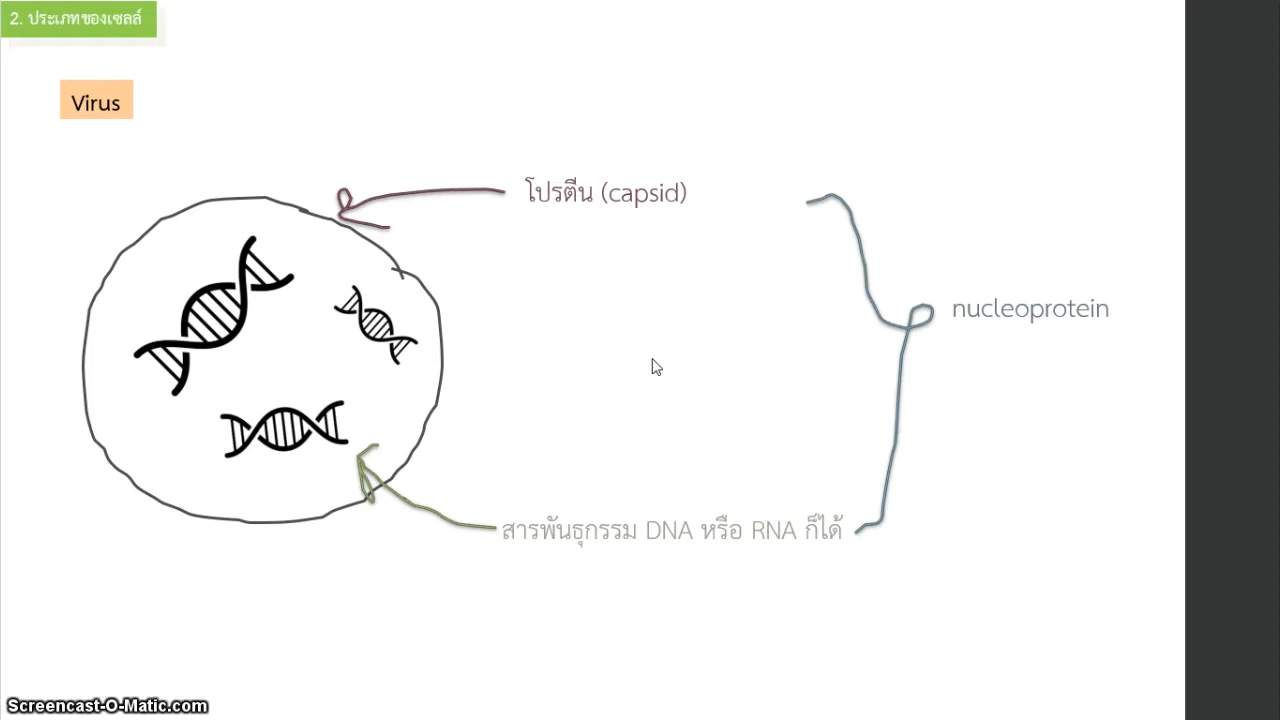 2. ประเภทของเซลล์
Virus
โปรตีน (capsid)
nucleoprotein
สารพันธุกรรม DNA หรือ RNA ก็ได้
Screencast-O-Matic.com